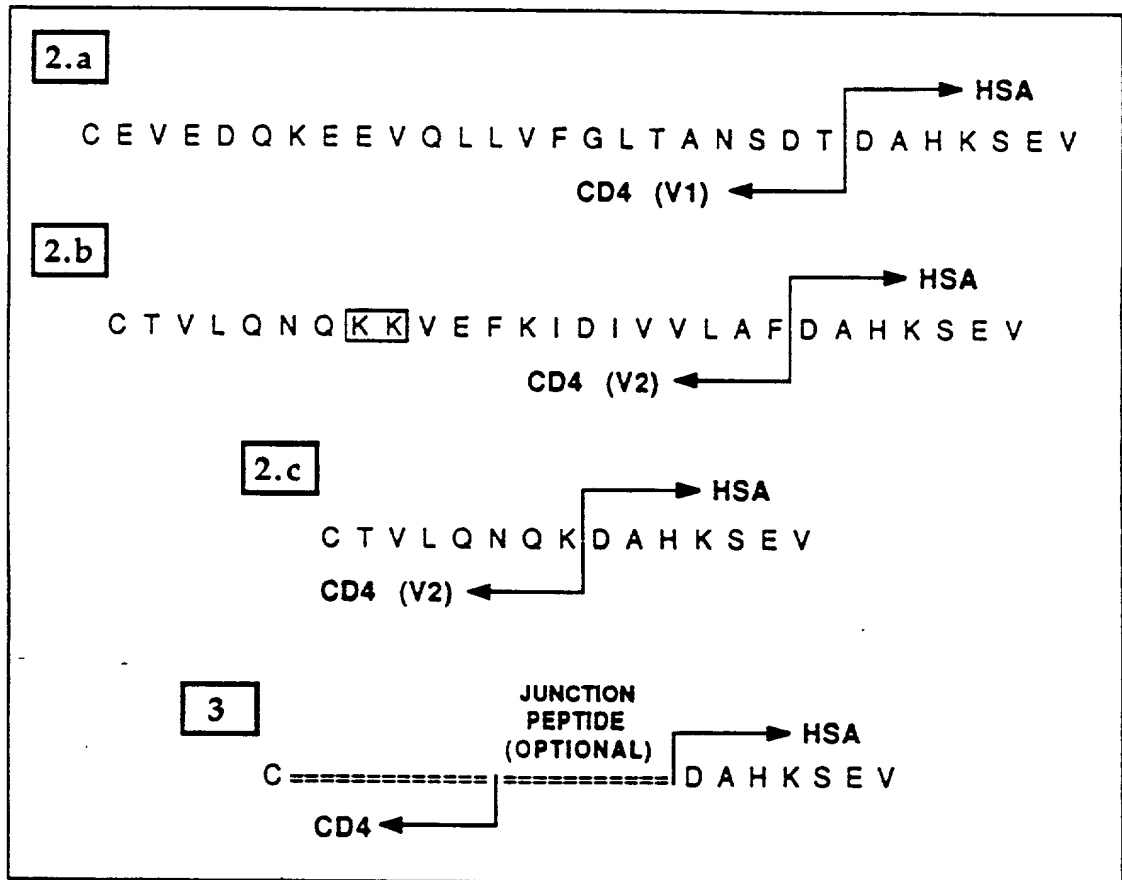 2.a
HSA
C E V E D Q K E E V Q L L V F G L T A N S D T D A H K S E V
CD4 (V1)
2.b
HSA
C T V L Q N Q K K V E F K I D I V V L A F D A H K S E V
CD4 (V2)
2.c
HSA
C T V L Q N Q K D A H K S E V
CD4 (V2)
3
JUNCTION
PEPTIDE
(OPTIONAL)
HSA
C ============ =========== D A H K S E V
CD4